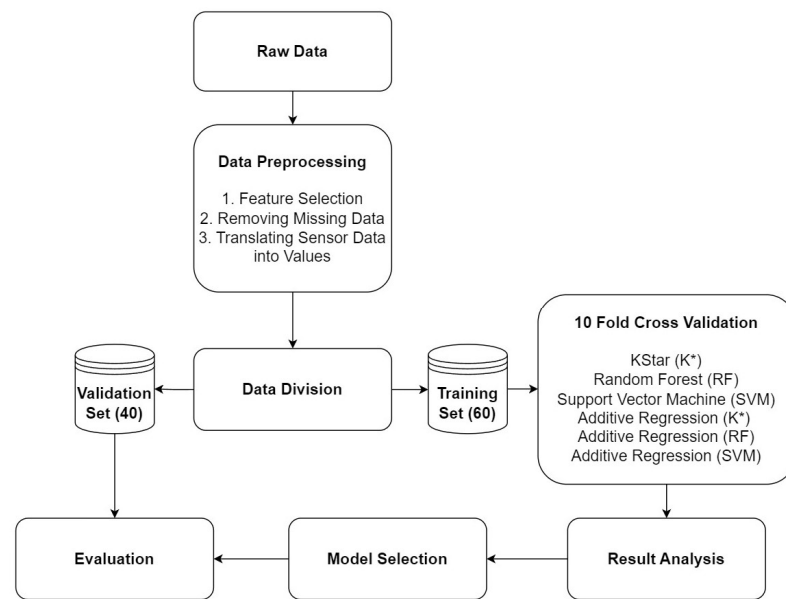 Raw Data
Data Preprocessing
1. Feature Selection
2. Removing Missing Data
3. Translating Sensor Data
into Values
10 Fold Cross Validation
KStar (K*)
Random Forest (RF)
Support Vector Machine (SVM)
Additive Regression (K*)
Additive Regression (RF)
Additive Regression (SVM)
Validation
Set (40)
Data Division
Training
Set (60)
Evaluation
Model Selection
Result Analysis